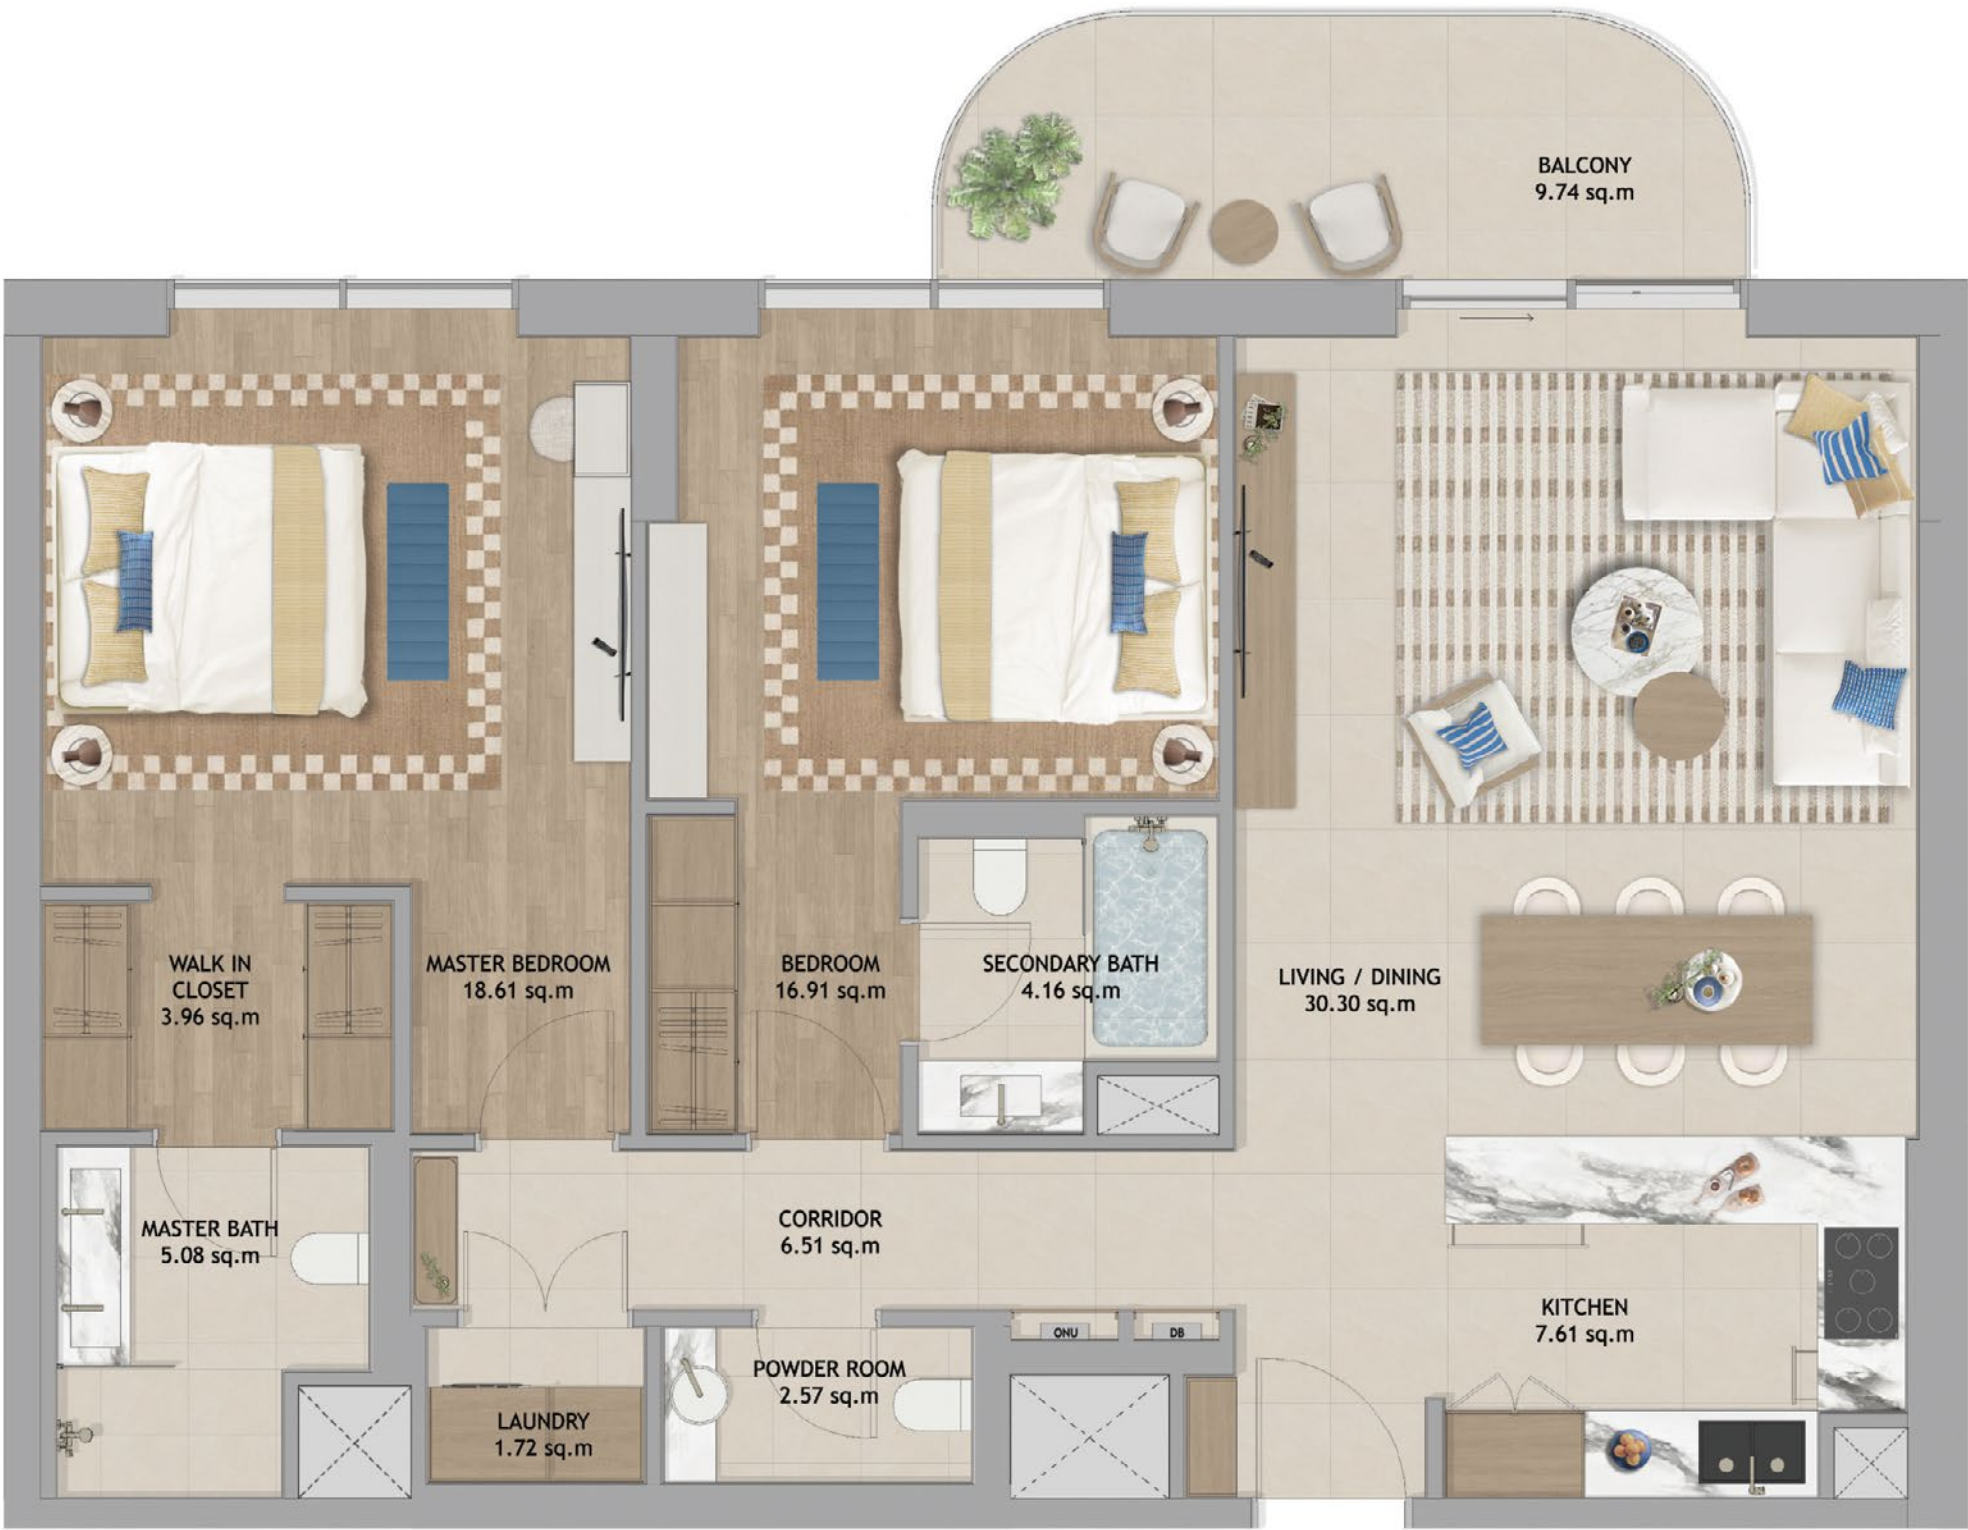 BALCONY
9.74 sq.m
WALK IN
CLOSET
3.96 sq.m
MASTER BEDROOM
18.61 sq.m
BEDROOM
16.91 sq.m
SECONDARY BATH
4.16 sq.m
LIVING / DINING
30.30 sq.m
MASTER BATH
5.08 sq.m
CORRIDOR
6.51 sq.m
KITCHEN
7.61 sq.m
ONU
DB
POWDER ROOM
2.57 sq.m
LAUNDRY
1.72 sq.m